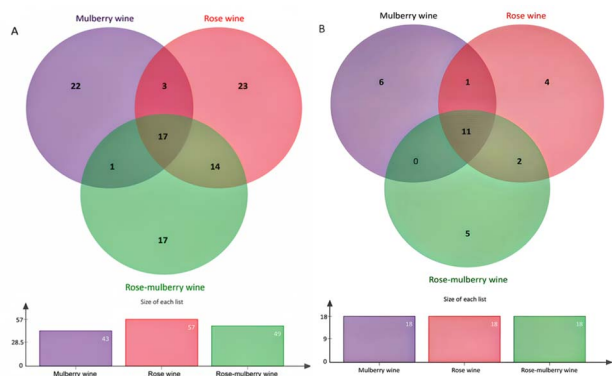 A
Mulberry wine
Rose wine
22
3
23
17
1
14
17
Rose-mulberry wine
Size of each list
57
28.5
0
43
57
49
Mulberry wine
Rose wine
Rose-mulberry wine
B
Mulberry wine
Rose wine
6
1
4
11
0
2
5
Rose-mulberry wine
Size of each list
18
9
0
18
18
18
Mulberry wine
Rose wine
Rose-mulberry wine